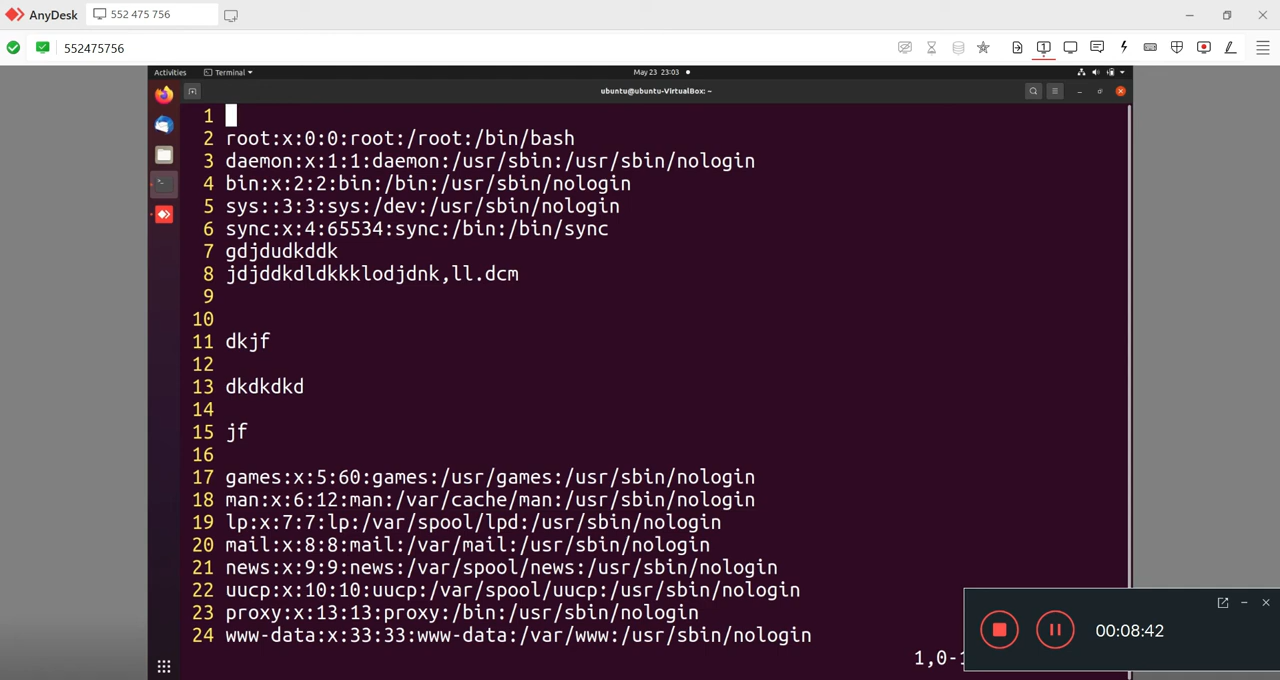 AnyDesk
552 475 756
552475756
1
Activities
Terminal
May 23 23:03
ubuntu@ubuntu-VirtualBox: ~
1
2 root:x:0:0:root:/root:/bin/bash
3 daemon:x:1:1:daemon:/usr/sbin:/usr/sbin/nologin
4 bin:x:2:2:bin:/bin:/usr/sbin/nologin
5 sys::3:3:sys:/dev:/usr/sbin/nologin
6 sync:x:4:65534:sync:/bin:/bin/sync
7 gdjdudkddk
8 jdjddkdldkkklodjdnk,ll.dcm
9
10
11 dkjf
12
13 dkdkdkd
14
15 jf
16
17 games:x:5:60:games:/usr/games:/usr/sbin/nologin
18 man:x:6:12:man:/var/cache/man:/usr/sbin/nologin
19 lp:x:7:7:lp:/var/spool/lpd:/usr/sbin/nologin
20 mail:x:8:8:mail:/var/mail:/usr/sbin/nologin
21 news:x:9:9:news:/var/spool/news:/usr/sbin/nologin
22 uucp:x:10:10:uucp:/var/spool/uucp:/usr/sbin/nologin
23 proxy:x:13:13:proxy:/bin:/usr/sbin/nologin
24 www-data:x:33:33:www-data:/var/www:/usr/sbin/nologin
00:08:42
1,0-